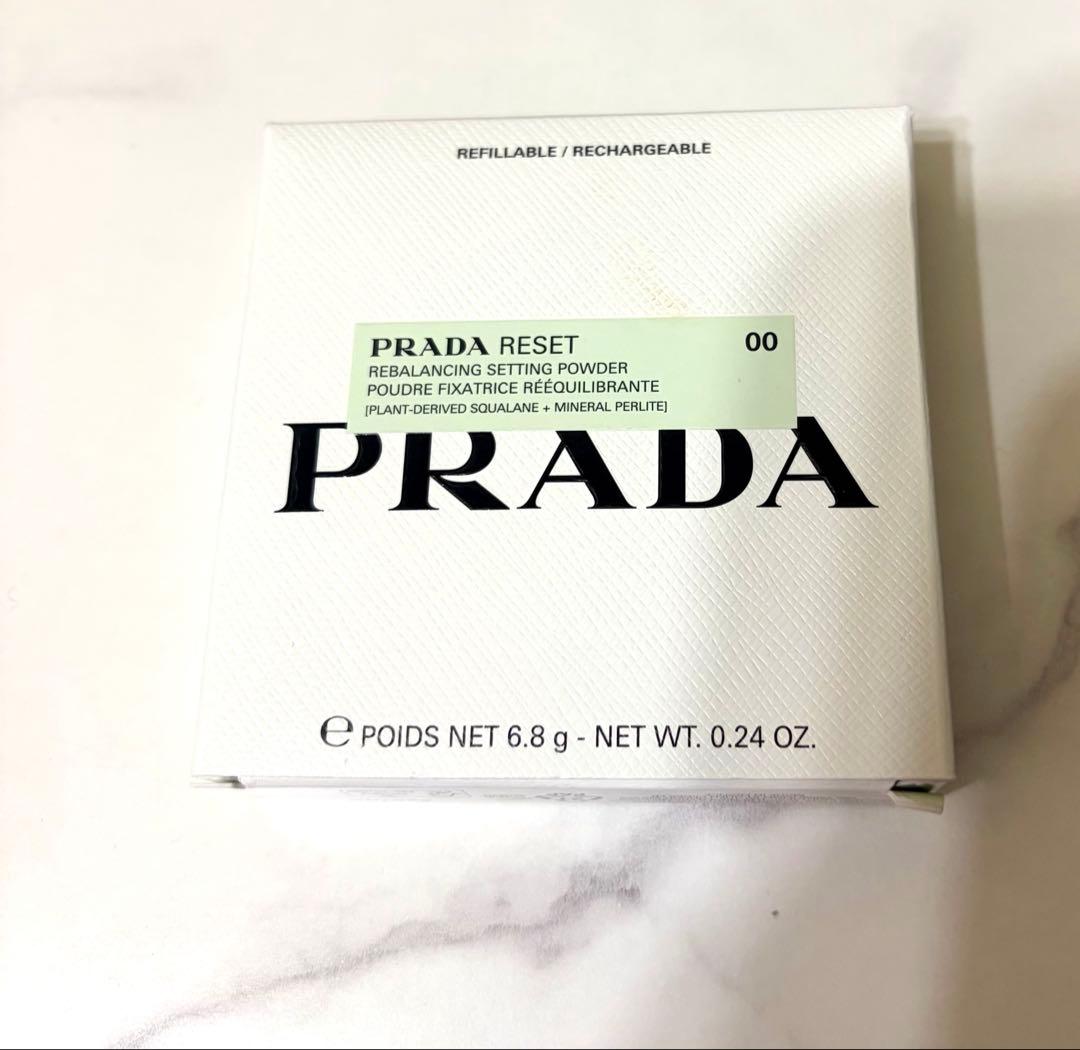 REFILLABLE / RECHARGEABLE
PRADA RESET 00
REBALANCING SETTING POWDER
POUDRE FIXATRICE RÉÉQUILIBRANTE
[PLANT-DERIVED SQUALANE + MINERAL PERLITE]
PRADA
℮ POIDS NET 6.8 g - NET WT. 0.24 OZ.